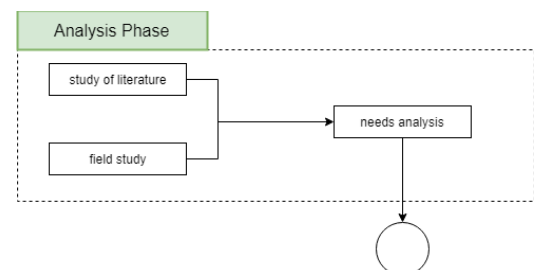 Analysis Phase
study of literature
needs analysis
field study